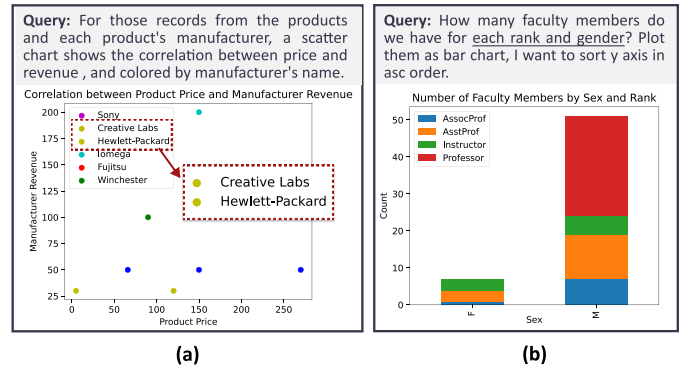 Query: For those records from the products
and each product's manufacturer, a scatter
chart shows the correlation between price and
revenue , and colored by manufacturer's name.
Correlation between Product Price and Manufacturer Revenue
Manufacturer Revenue
200
175
150
125
100
75
50
25
Sony
Creative Labs
Hewlett-Packard
Iomega
Fujitsu
Winchester
Creative Labs
Hewlett-Packard
0
50
100
150
200
250
Product Price
(a)
Query: How many faculty members do
we have for each rank and gender? Plot
them as bar chart, I want to sort y axis in
asc order.
Number of Faculty Members by Sex and Rank
Count
50
40
30
20
10
0
AssocProf
AsstProf
Instructor
Professor
F
M
Sex
(b)